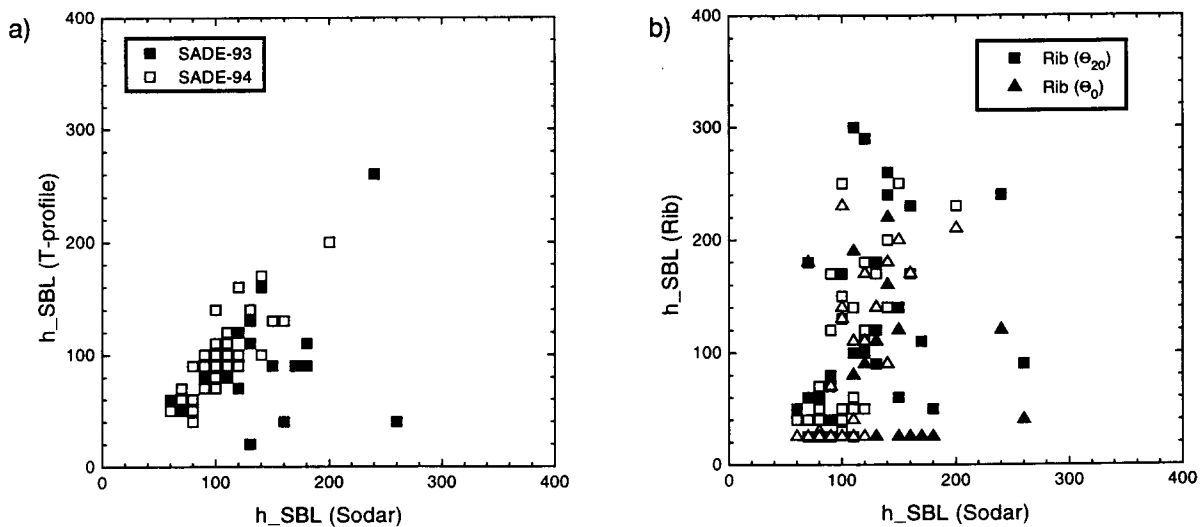 a)
400
300
200
100
0
0
100
200
300
400
h_SBL (T-profile)
h_SBL (Sodar)
SADE-93
SADE-94
b)
400
300
200
100
0
0
100
200
300
400
h_SBL (Rib)
h_SBL (Sodar)
Rib (Θ₂₀)
Rib (Θ₀)